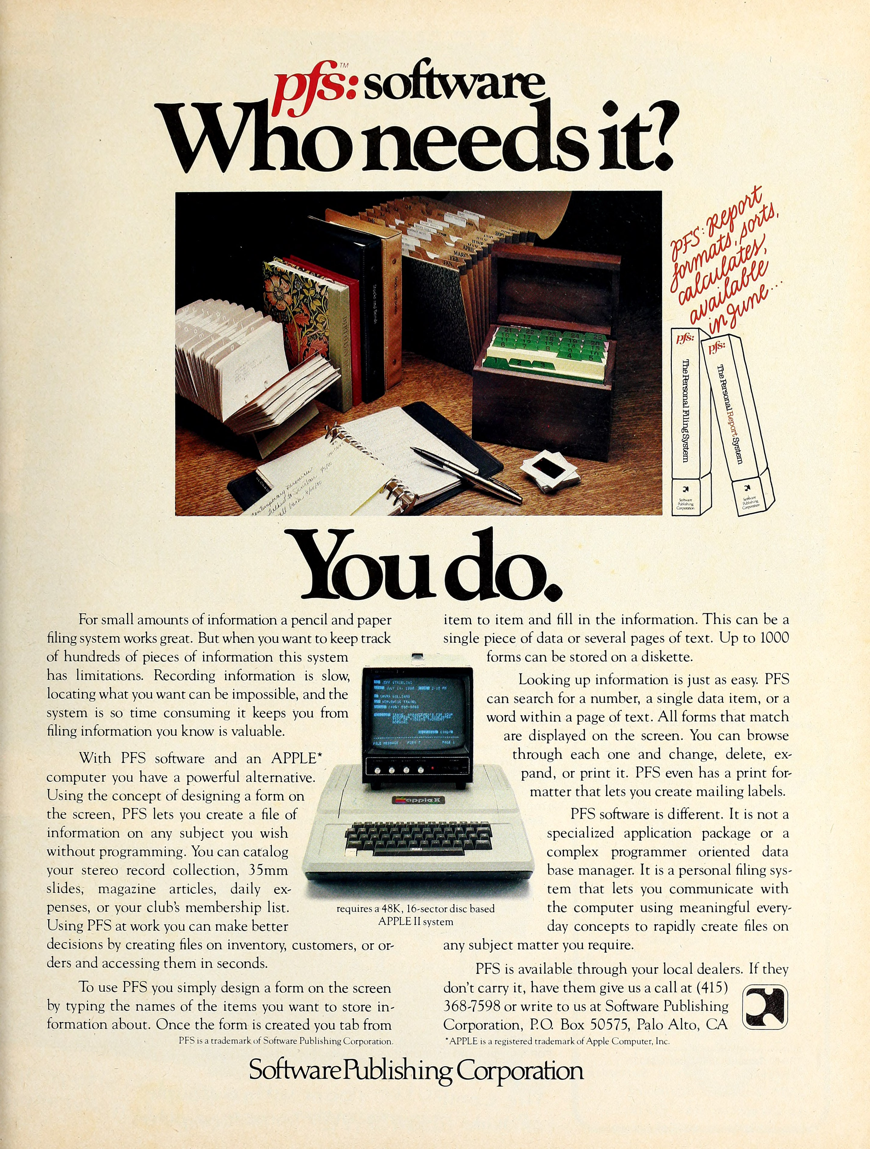 pfs:™ software
Who needs it?
PFS: Report
formats, sorts,
calculates,
available
in June...
pfs:
The Personal Filing System
Software
Publishing
Corporation
pfs:
The Personal Report System
Software
Publishing
Corporation
You do.
For small amounts of information a pencil and paper
filing system works great. But when you want to keep track
of hundreds of pieces of information this system
has limitations. Recording information is slow,
locating what you want can be impossible, and the
system is so time consuming it keeps you from
filing information you know is valuable.
With PFS software and an APPLE*
computer you have a powerful alternative.
Using the concept of designing a form on
the screen, PFS lets you create a file of
information on any subject you wish
without programming. You can catalog
your stereo record collection, 35mm
slides, magazine articles, daily ex-
penses, or your club's membership list.
Using PFS at work you can make better
decisions by creating files on inventory, customers, or or-
ders and accessing them in seconds.
To use PFS you simply design a form on the screen
by typing the names of the items you want to store in-
formation about. Once the form is created you tab from
PFS is a trademark of Software Publishing Corporation.
apple II
requires a 48K, 16-sector disc based
APPLE II system
item to item and fill in the information. This can be a
single piece of data or several pages of text. Up to 1000
forms can be stored on a diskette.
Looking up information is just as easy. PFS
can search for a number, a single data item, or a
word within a page of text. All forms that match
are displayed on the screen. You can browse
through each one and change, delete, ex-
pand, or print it. PFS even has a print for-
matter that lets you create mailing labels.
PFS software is different. It is not a
specialized application package or a
complex programmer oriented data
base manager. It is a personal filing sys-
tem that lets you communicate with
the computer using meaningful every-
day concepts to rapidly create files on
any subject matter you require.
PFS is available through your local dealers. If they
don't carry it, have them give us a call at (415)
368-7598 or write to us at Software Publishing
Corporation, P.O. Box 50575, Palo Alto, CA
*APPLE is a registered trademark of Apple Computer, Inc.
Software Publishing Corporation